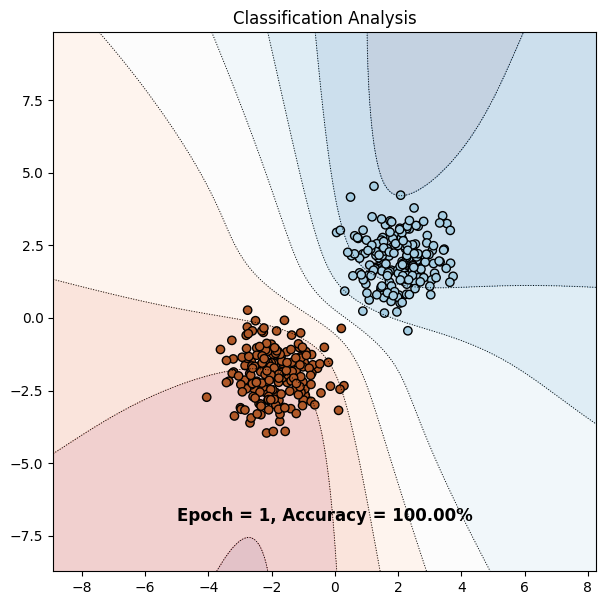 Classification Analysis
7.5
5.0
2.5
0.0
−2.5
−5.0
−7.5
Epoch = 1, Accuracy = 100.00%
−8 −6 −4 −2 0 2 4 6 8